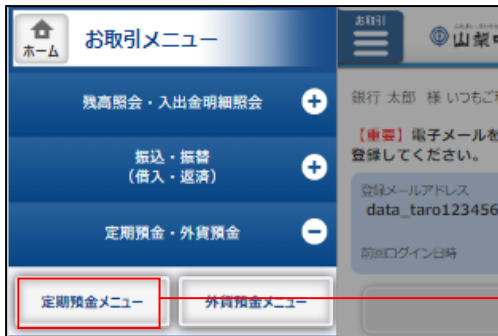 ホーム
お取引メニュー
残高照会・入出金明細照会
振込・振替
(借入・返済)
定期預金・外貨預金
定期預金メニュー
外貨預金メニュー
お取引
山梨
銀行 太郎 様 いつもご
【重要】電子メールを
登録してください。
登録メールアドレス
data_taro123456
前回ログイン日時